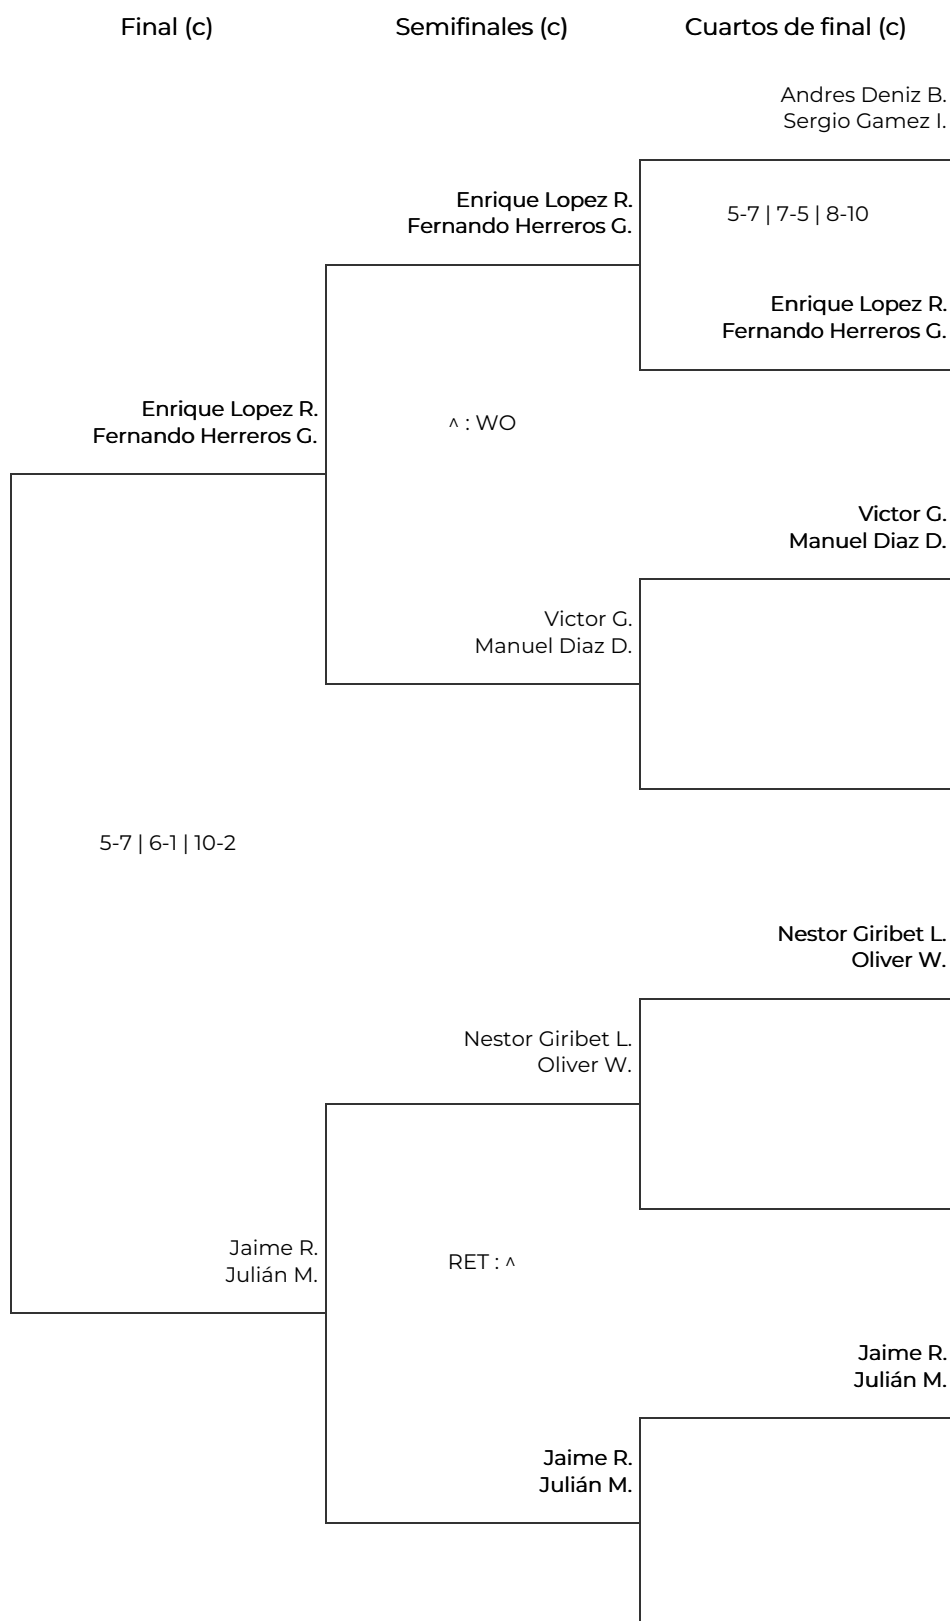 Final (c)
Semifinales (c)
Cuartos de final (c)
Andres Deniz B.
Sergio Gamez I.
Enrique Lopez R.
Fernando Herreros G.
5-7 | 7-5 | 8-10
Enrique Lopez R.
Fernando Herreros G.
Enrique Lopez R.
Fernando Herreros G.
^ : WO
Victor G.
Manuel Diaz D.
Victor G.
Manuel Diaz D.
5-7 | 6-1 | 10-2
Nestor Giribet L.
Oliver W.
Nestor Giribet L.
Oliver W.
Jaime R.
Julián M.
RET : ^
Jaime R.
Julián M.
Jaime R.
Julián M.